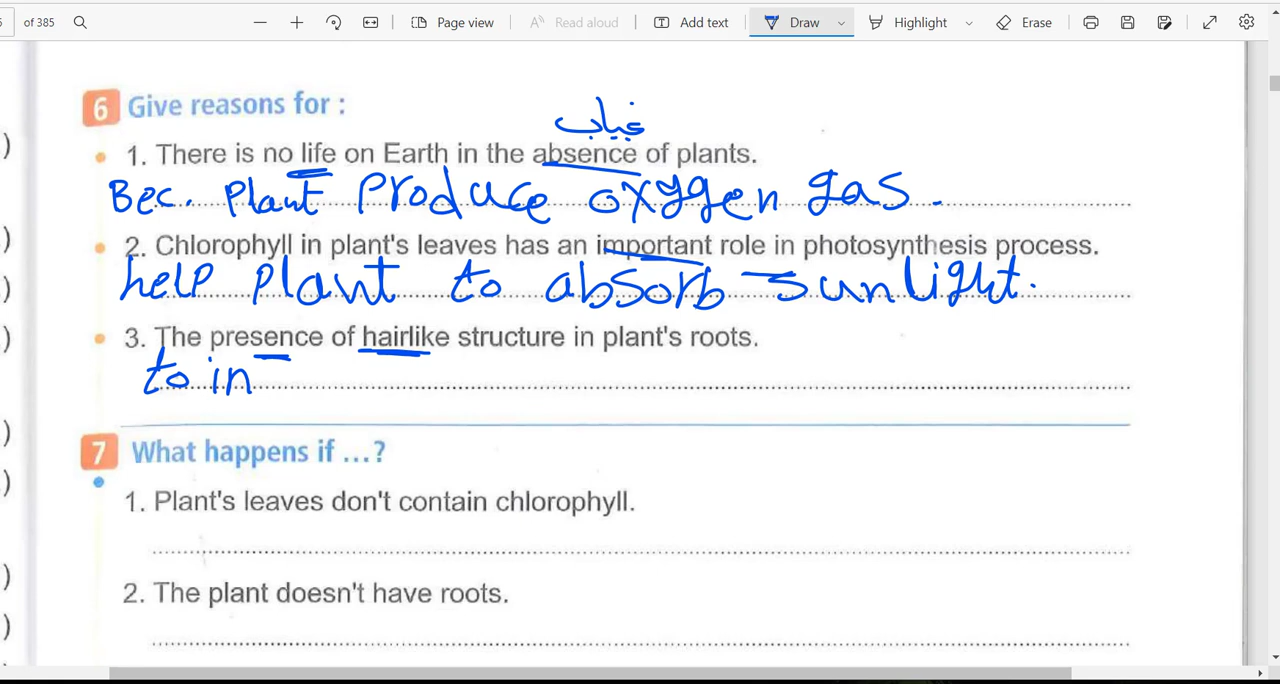 of 385 Page view Read aloud Add text Draw Highlight Erase
6 Give reasons for :
غياب
1. There is no life on Earth in the absence of plants.
Bec. plant produce oxygen gas.
2. Chlorophyll in plant's leaves has an important role in photosynthesis process.
help plant to absorb sunlight.
3. The presence of hairlike structure in plant's roots.
to in
7 What happens if ...?
1. Plant's leaves don't contain chlorophyll.
2. The plant doesn't have roots.
)
)
)
)
)
)
)
)